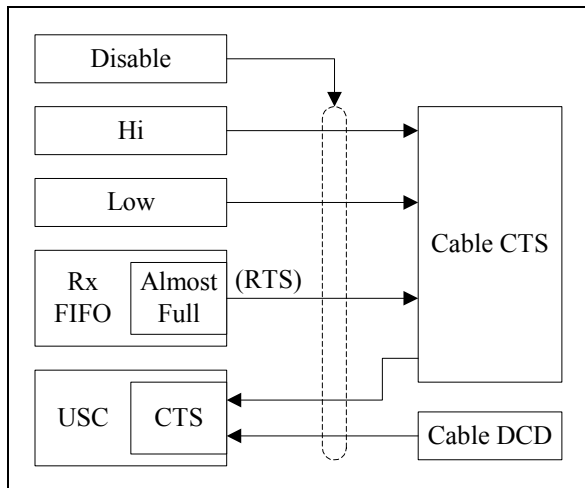 Disable
Hi
Low
Rx
FIFO
Almost
Full
(RTS)
Cable CTS
USC
CTS
Cable DCD